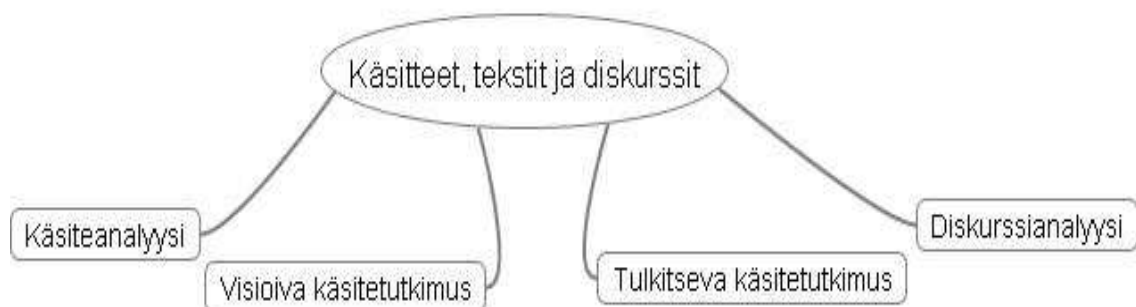 Käsitteet, tekstit ja diskurssit
Käsiteanalyysi
Visioiva käsitetutkimus
Tulkitseva käsitetutkimus
Diskurssianalyysi